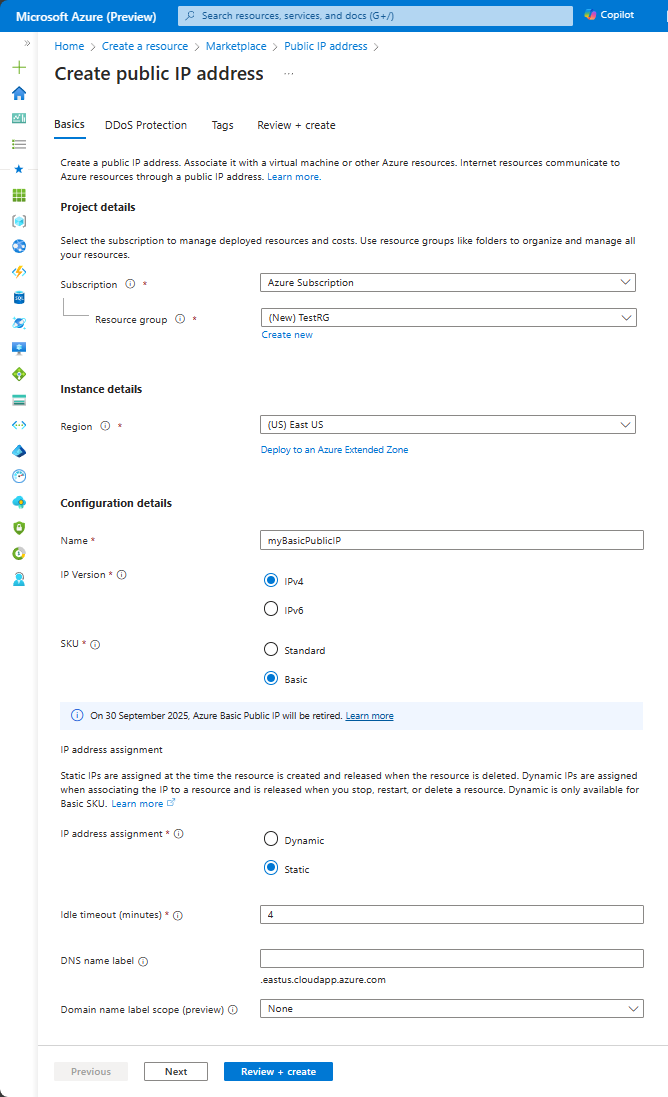 Microsoft Azure (Preview)
Search resources, services, and docs (G+/)
Copilot
Home > Create a resource > Marketplace > Public IP address >
Create public IP address ...
Basics DDoS Protection Tags Review + create
Create a public IP address. Associate it with a virtual machine or other Azure resources. Internet resources communicate to
Azure resources through a public IP address. Learn more.
Project details
Select the subscription to manage deployed resources and costs. Use resource groups like folders to organize and manage all
your resources.
Subscription * Azure Subscription
Resource group * (New) TestRG
Create new
Instance details
Region * (US) East US
Deploy to an Azure Extended Zone
Configuration details
Name * myBasicPublicIP
IP Version * IPv4
IPv6
SKU * Standard
Basic
On 30 September 2025, Azure Basic Public IP will be retired. Learn more
IP address assignment
Static IPs are assigned at the time the resource is created and released when the resource is deleted. Dynamic IPs are assigned
when associating the IP to a resource and is released when you stop, restart, or delete a resource. Dynamic is only available for
Basic SKU. Learn more
IP address assignment * Dynamic
Static
Idle timeout (minutes) * 4
DNS name label
.eastus.cloudapp.azure.com
Domain name label scope (preview) None
Previous Next Review + create